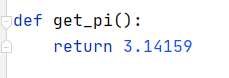 def get_pi():
    return 3.14159